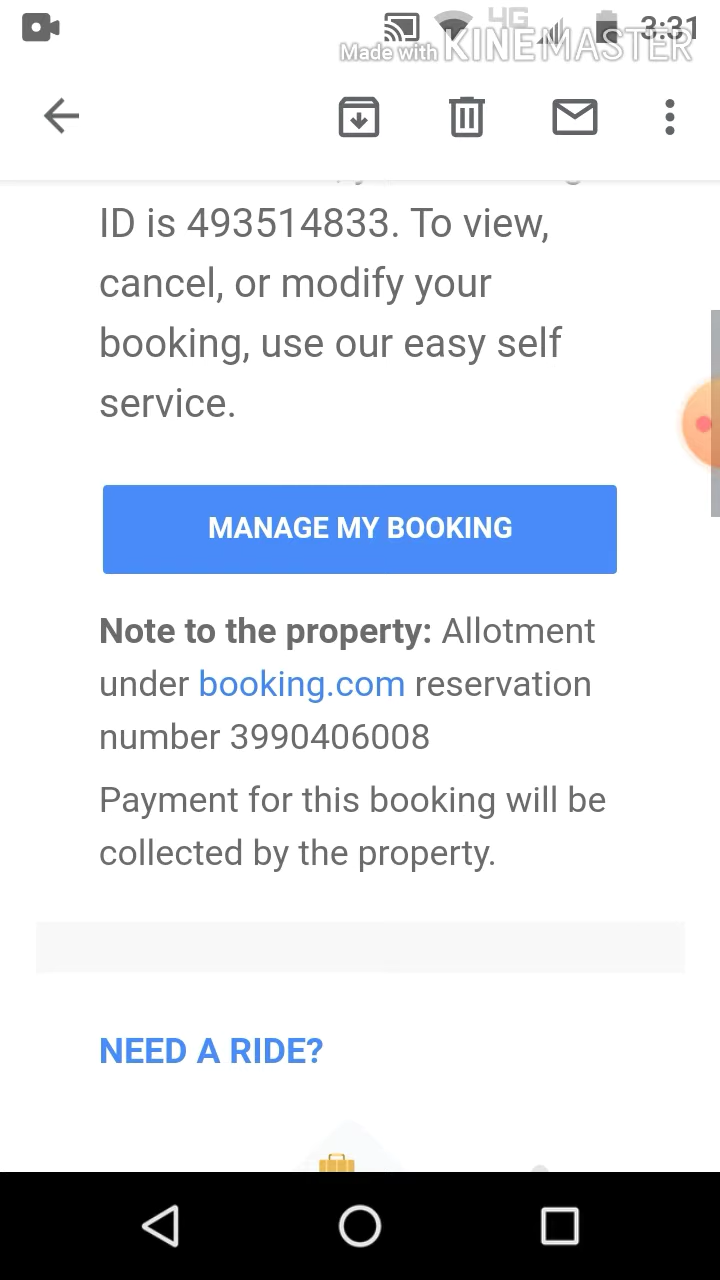 4G 3:31
Made with KINEMASTER
ID is 493514833. To view,
cancel, or modify your
booking, use our easy self
service.
MANAGE MY BOOKING
Note to the property: Allotment
under booking.com reservation
number 3990406008
Payment for this booking will be
collected by the property.
NEED A RIDE?